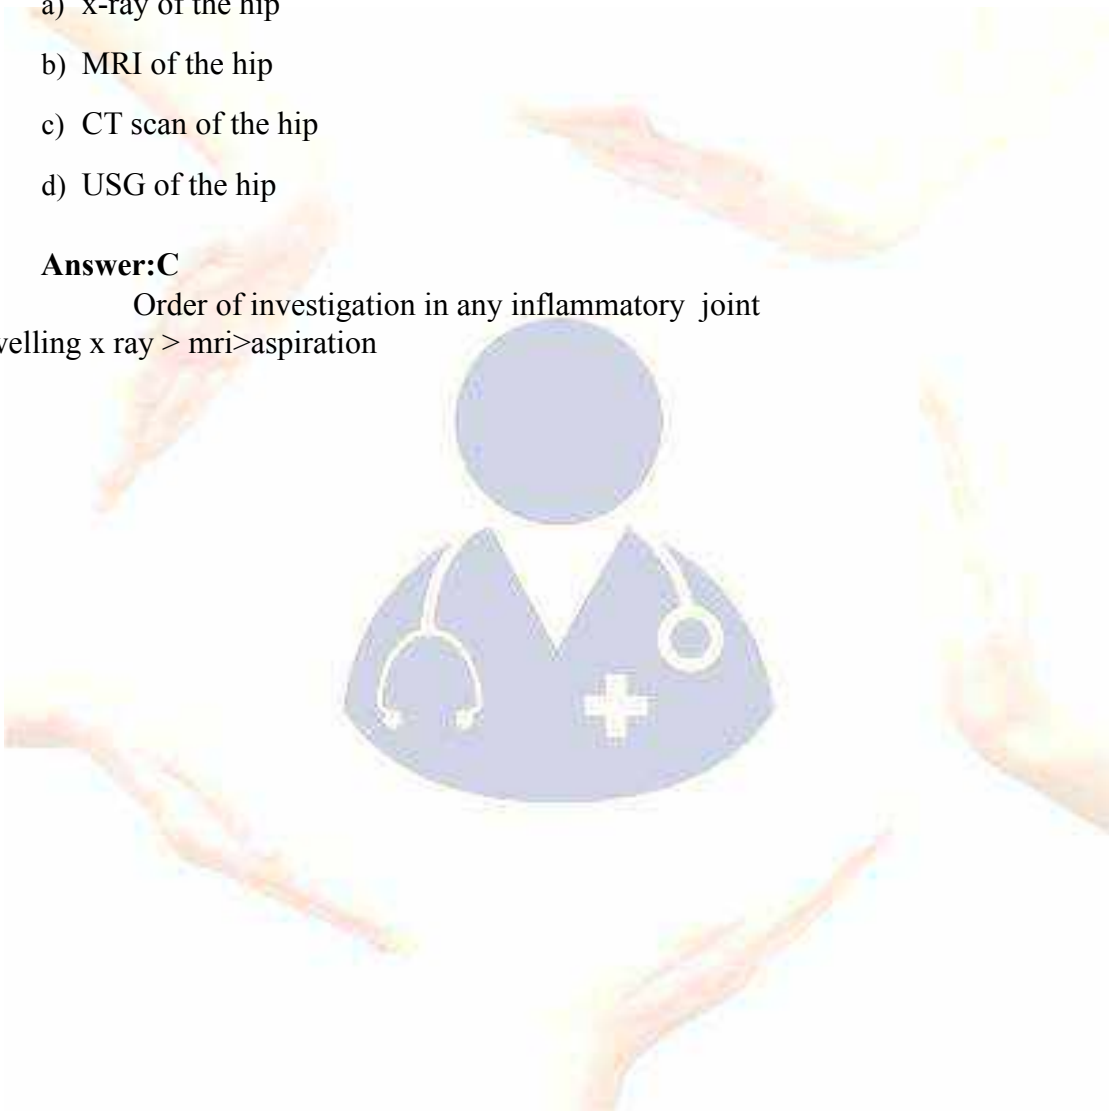 a) x-ray of the hip
b) MRI of the hip
c) CT scan of the hip
d) USG of the hip
Answer:C
Order of investigation in any inflammatory joint
velling x ray > mri>aspiration